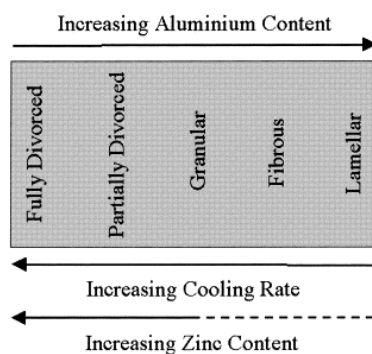 Increasing Aluminium Content
Fully Divorced
Partially Divorced
Granular
Fibrous
Lamellar
Increasing Cooling Rate
Increasing Zinc Content